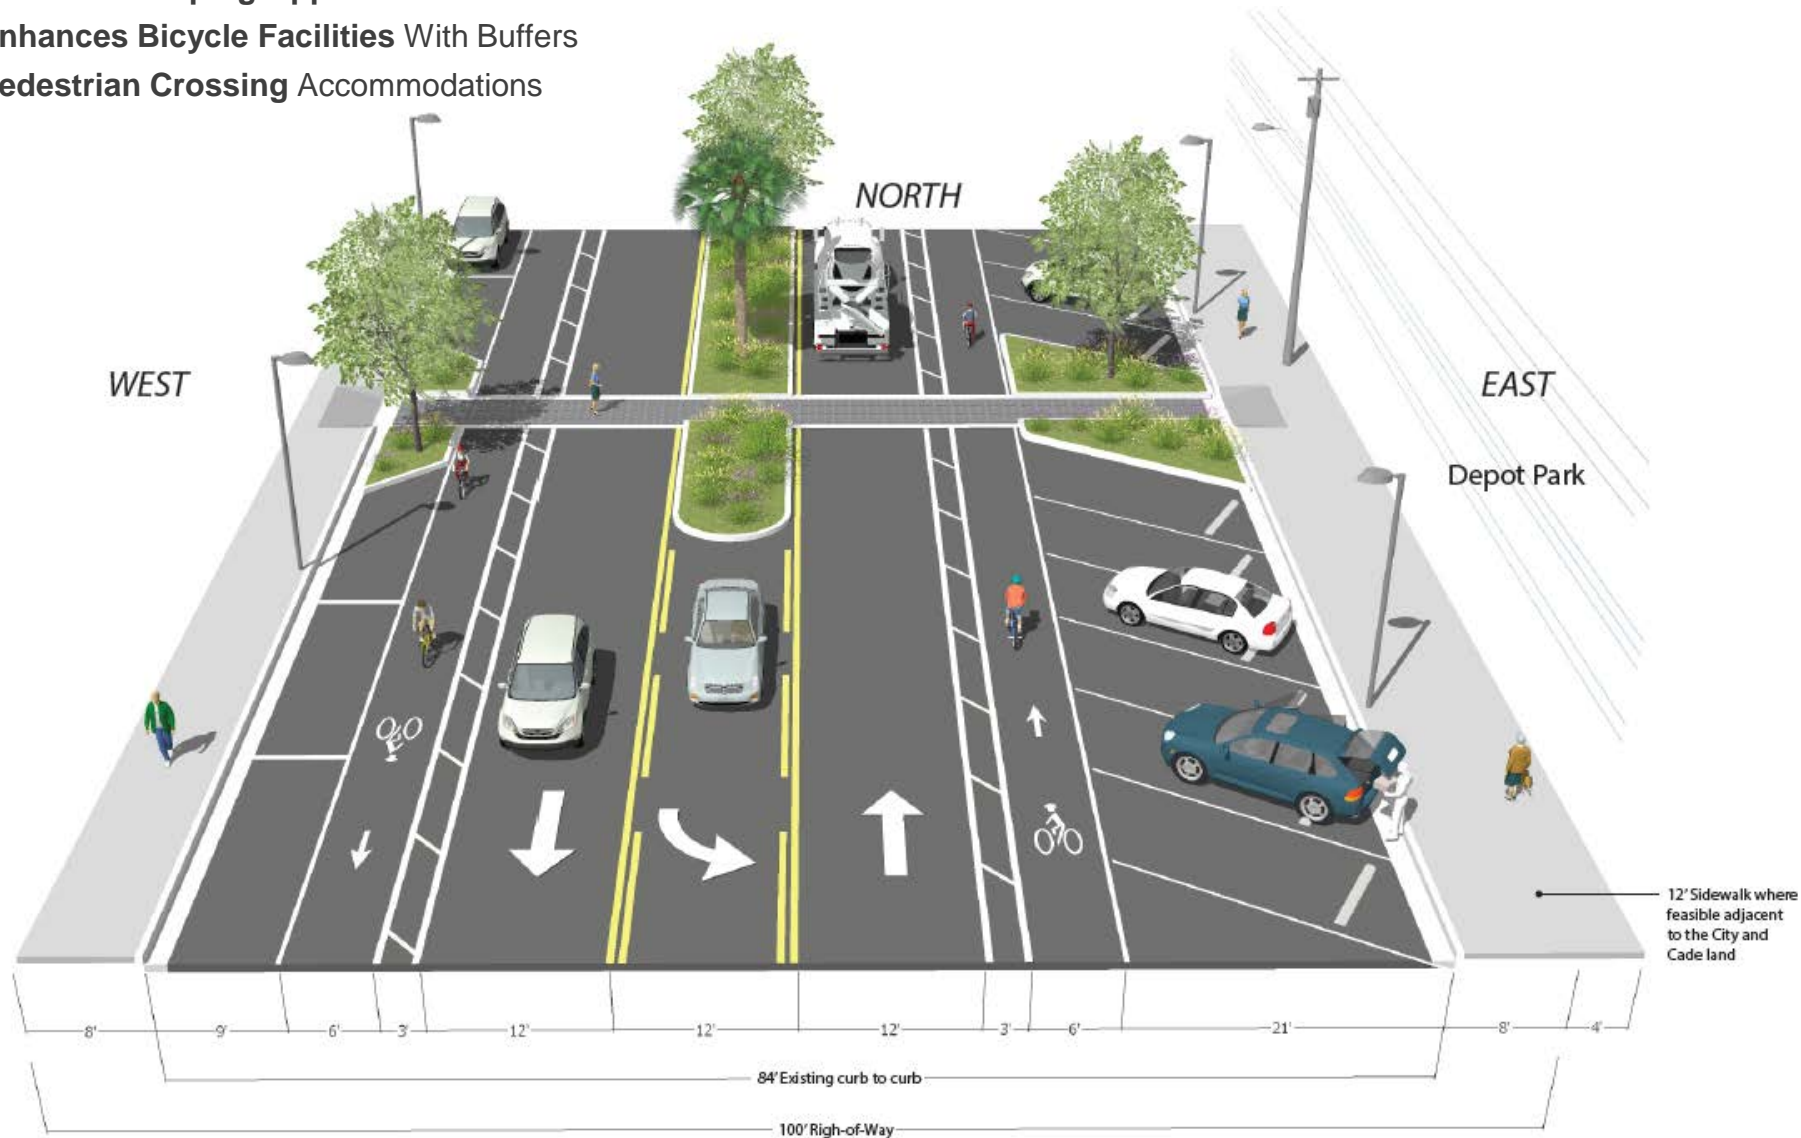 nhances Bicycle Facilities With Buffers
edestrian Crossing Accommodations
NORTH
WEST
EAST
Depot Park
12' Sidewalk where
feasible adjacent
to the City and
Cade land
8' 9' 6' 3' 12' 12' 12' 3' 6' 21' 8' 4'
84' Existing curb to curb
100' Righ-of-Way